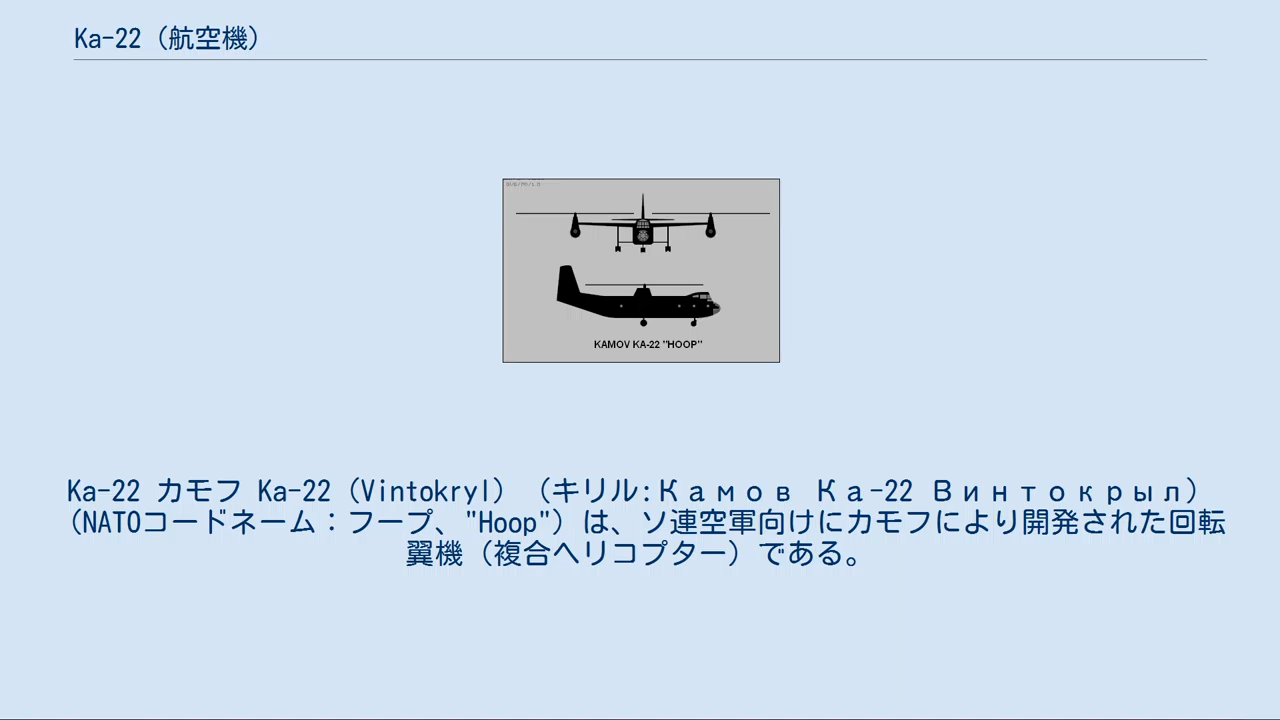 Ka-22（航空機）
KAMOV KA-22 "HOOP"
Ka-22 カモフ Ka-22（Vintokryl）（キリル:Камов Ка-22 Винтокрыл）
（NATOコードネーム：フープ、"Hoop"）は、ソ連空軍向けにカモフにより開発された回転
翼機（複合ヘリコプター）である。